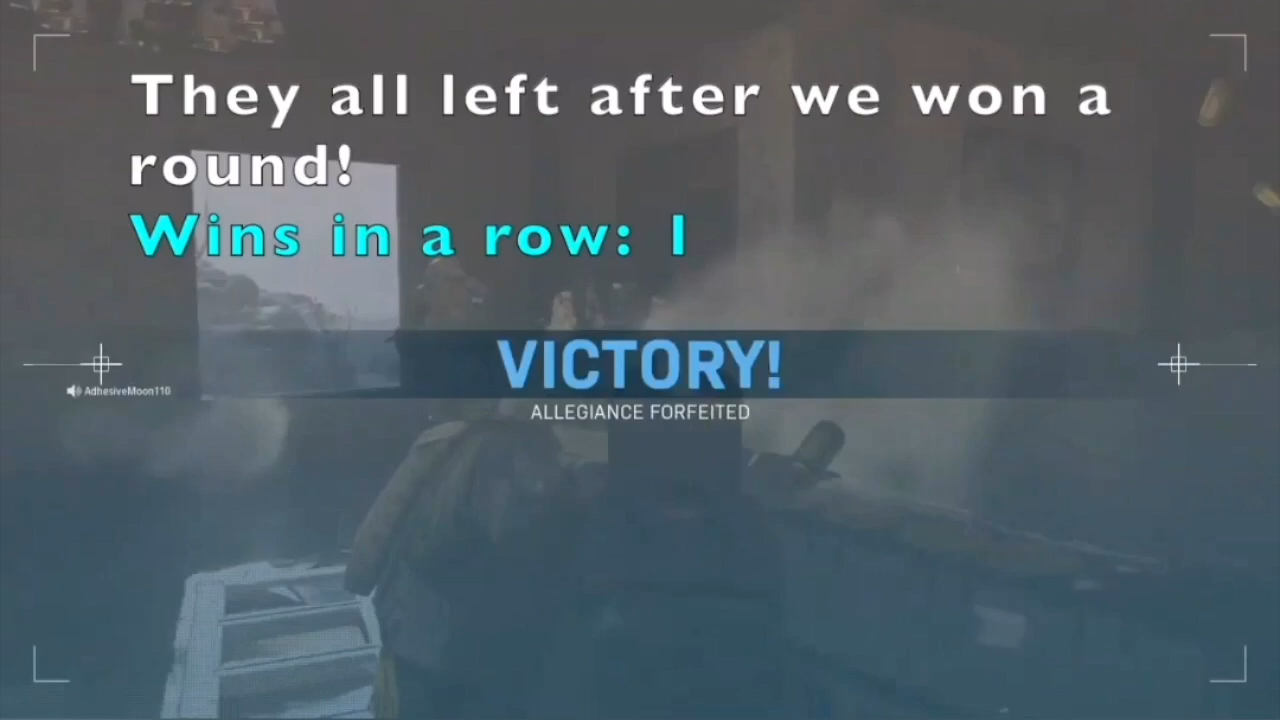 They all left after we won a
round!
Wins in a row: 1
VICTORY!
AdhesiveMoon110
ALLEGIANCE FORFEITED